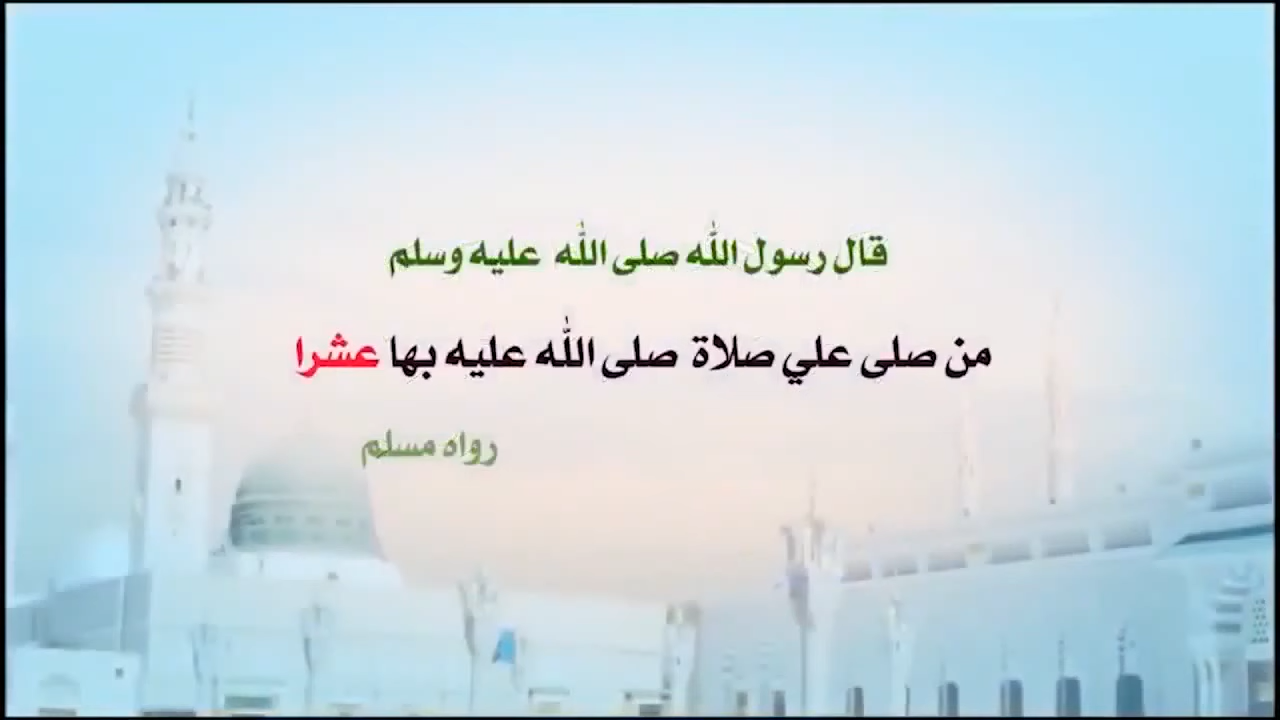 قال رسول الله صلى الله عليه وسلم
من صلى علي صلاة صلى الله عليه بها عشرا
رواه مسلم